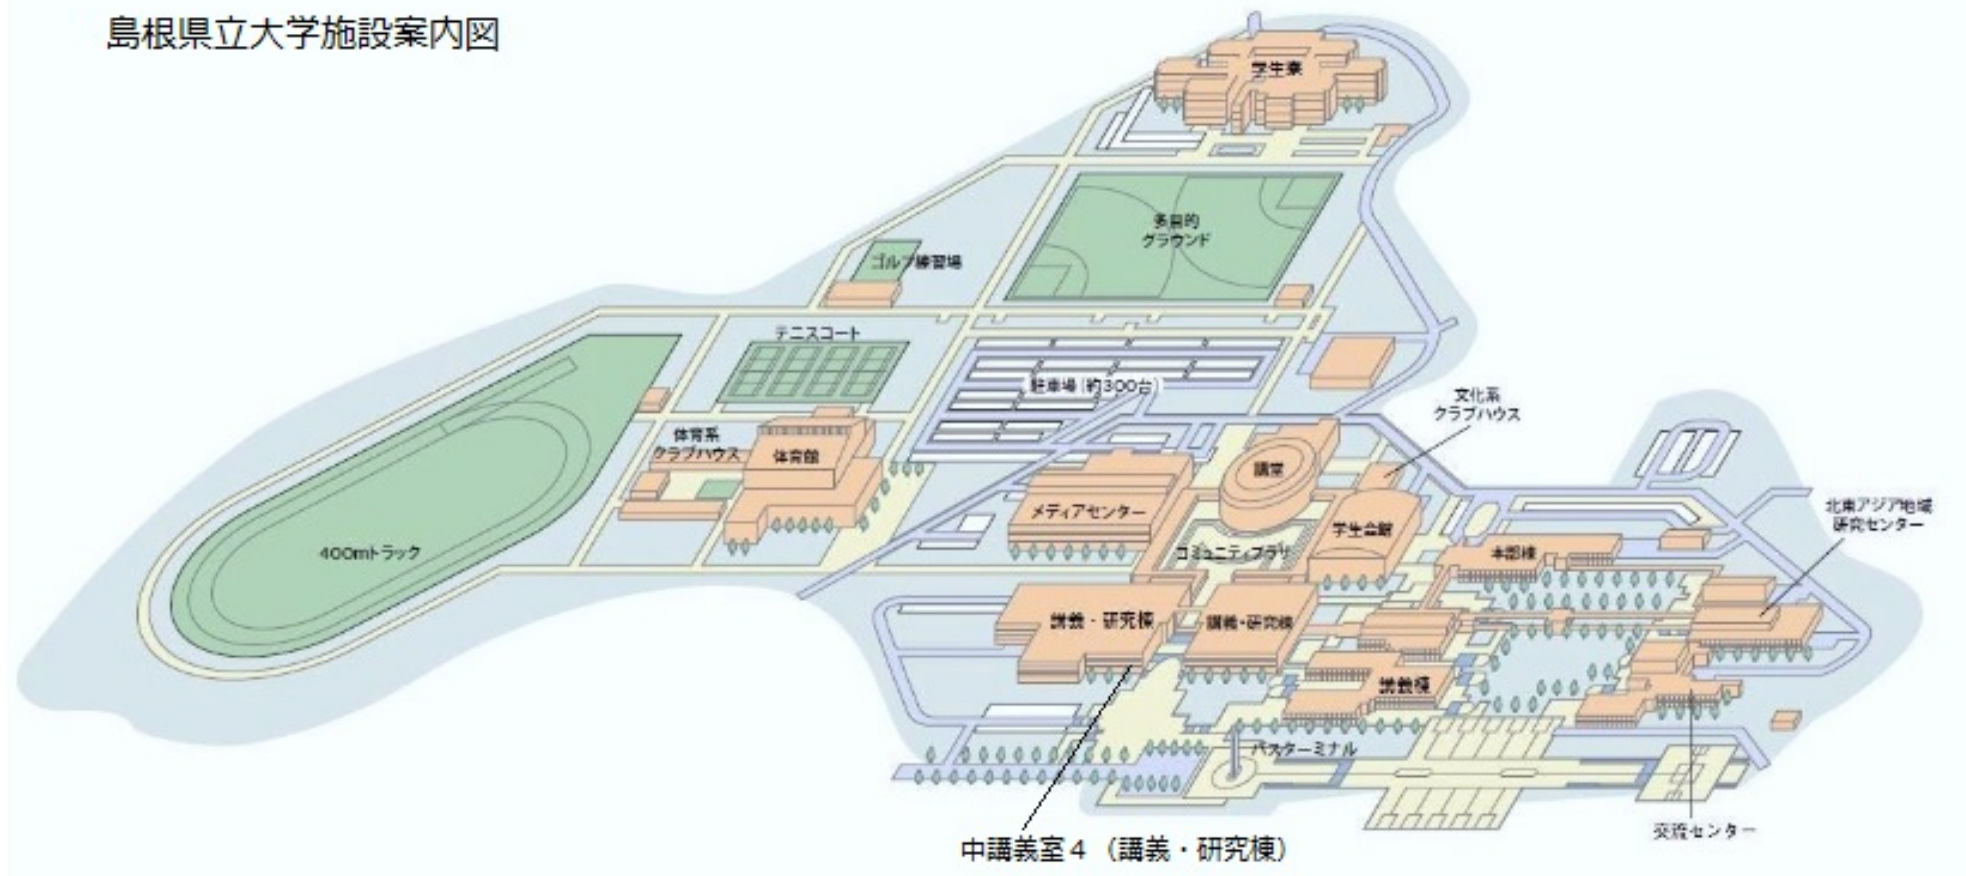 島根県立大学施設案内図
学生寮
多目的
グラウンド
ゴルフ練習場
テニスコート
駐車場(約300台)
文化系
クラブハウス
体育系
クラブハウス
体育館
講堂
メディアセンター
学生会館
北東アジア地域
研究センター
400mトラック
コミュニティプラザ
本部棟
講義・研究棟
講義・研究棟
講義棟
バスターミナル
交流センター
中講義室4（講義・研究棟）